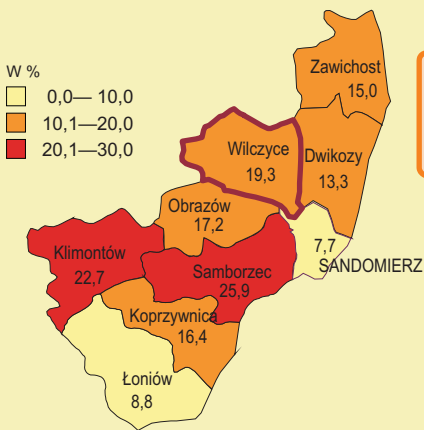 W %
0,0— 10,0
10,1—20,0
20,1—30,0
Zawichost
15,0
Wilczyce
19,3
Dwikozy
13,3
Obrazów
17,2
7,7
SANDOMIERZ
Klimontów
22,7
Samborzec
25,9
Koprzywnica
16,4
Łoniów
8,8